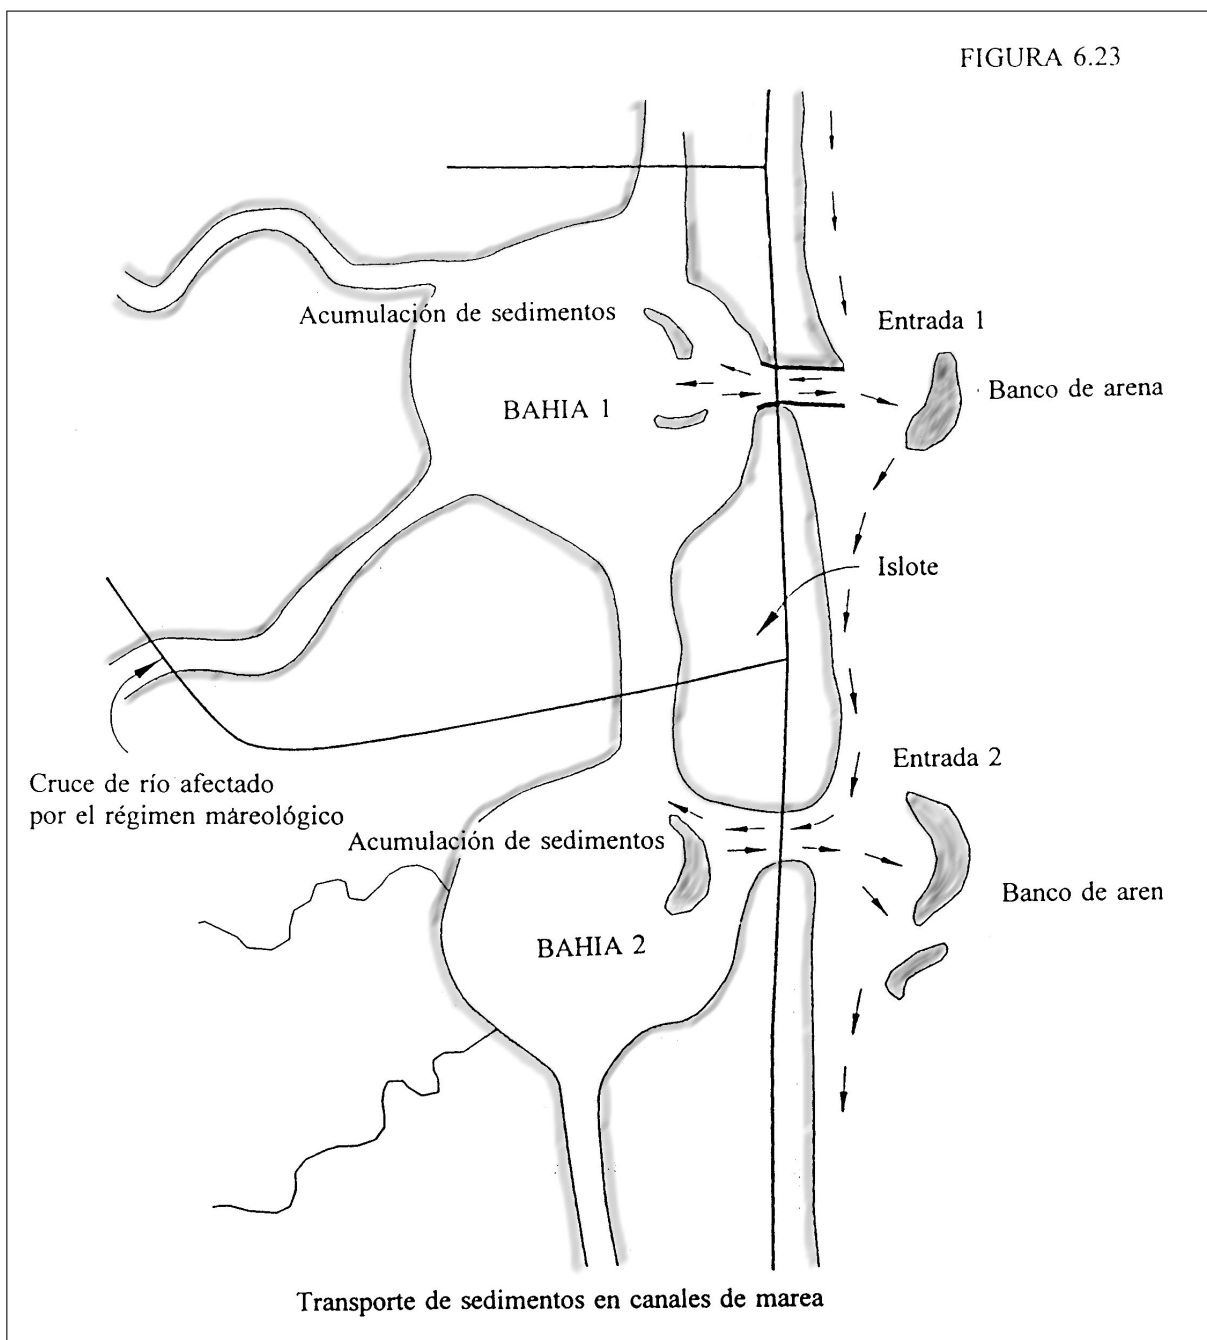 FIGURA 6.23
Acumulación de sedimentos
Entrada 1
Banco de arena
BAHIA 1
Islote
Cruce de río afectado
por el régimen máreológico
Entrada 2
Acumulación de sedimentos
Banco de aren
BAHIA 2
Transporte de sedimentos en canales de marea